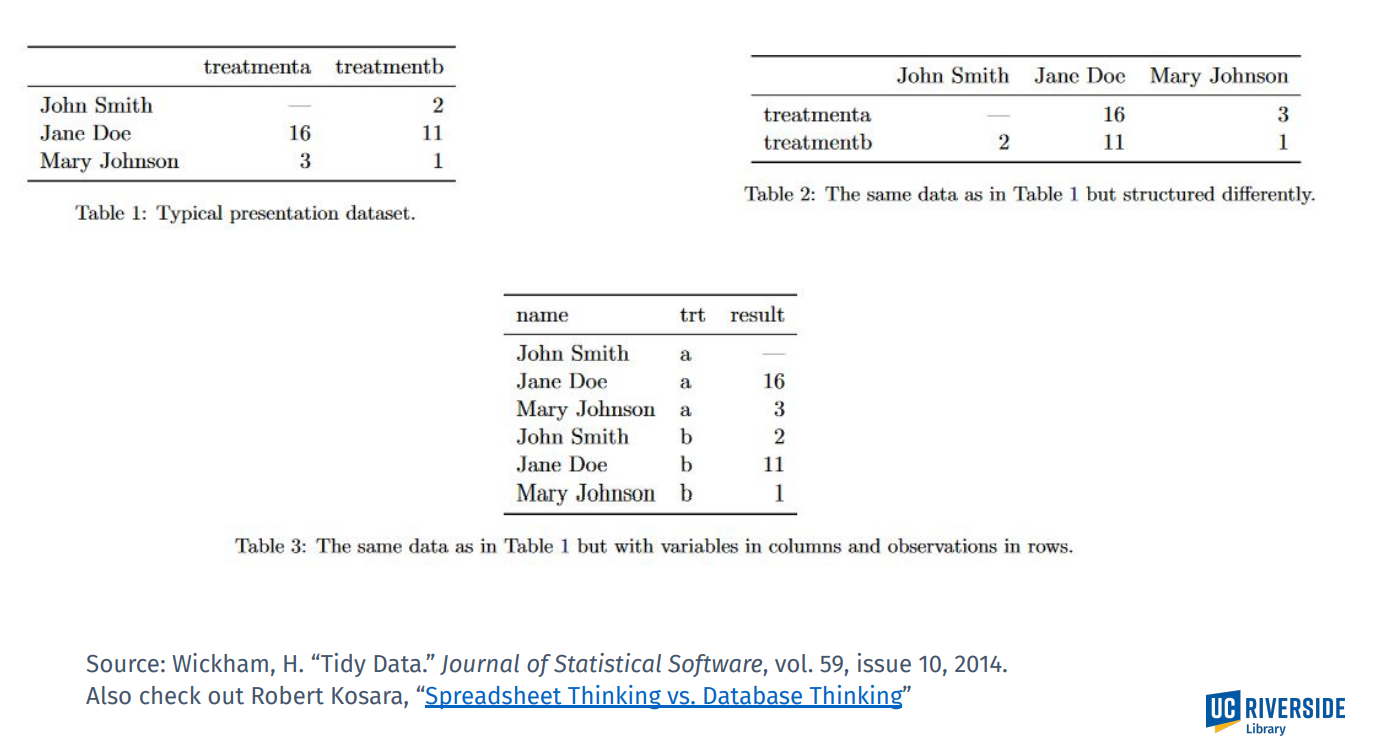 treatmenta treatmentb
John Smith — 2
Jane Doe 16 11
Mary Johnson 3 1
Table 1: Typical presentation dataset.
John Smith Jane Doe Mary Johnson
treatmenta — 16 3
treatmentb 2 11 1
Table 2: The same data as in Table 1 but structured differently.
name trt result
John Smith a —
Jane Doe a 16
Mary Johnson a 3
John Smith b 2
Jane Doe b 11
Mary Johnson b 1
Table 3: The same data as in Table 1 but with variables in columns and observations in rows.
Source: Wickham, H. “Tidy Data.” Journal of Statistical Software, vol. 59, issue 10, 2014.
Also check out Robert Kosara, “Spreadsheet Thinking vs. Database Thinking”
UC RIVERSIDE
Library